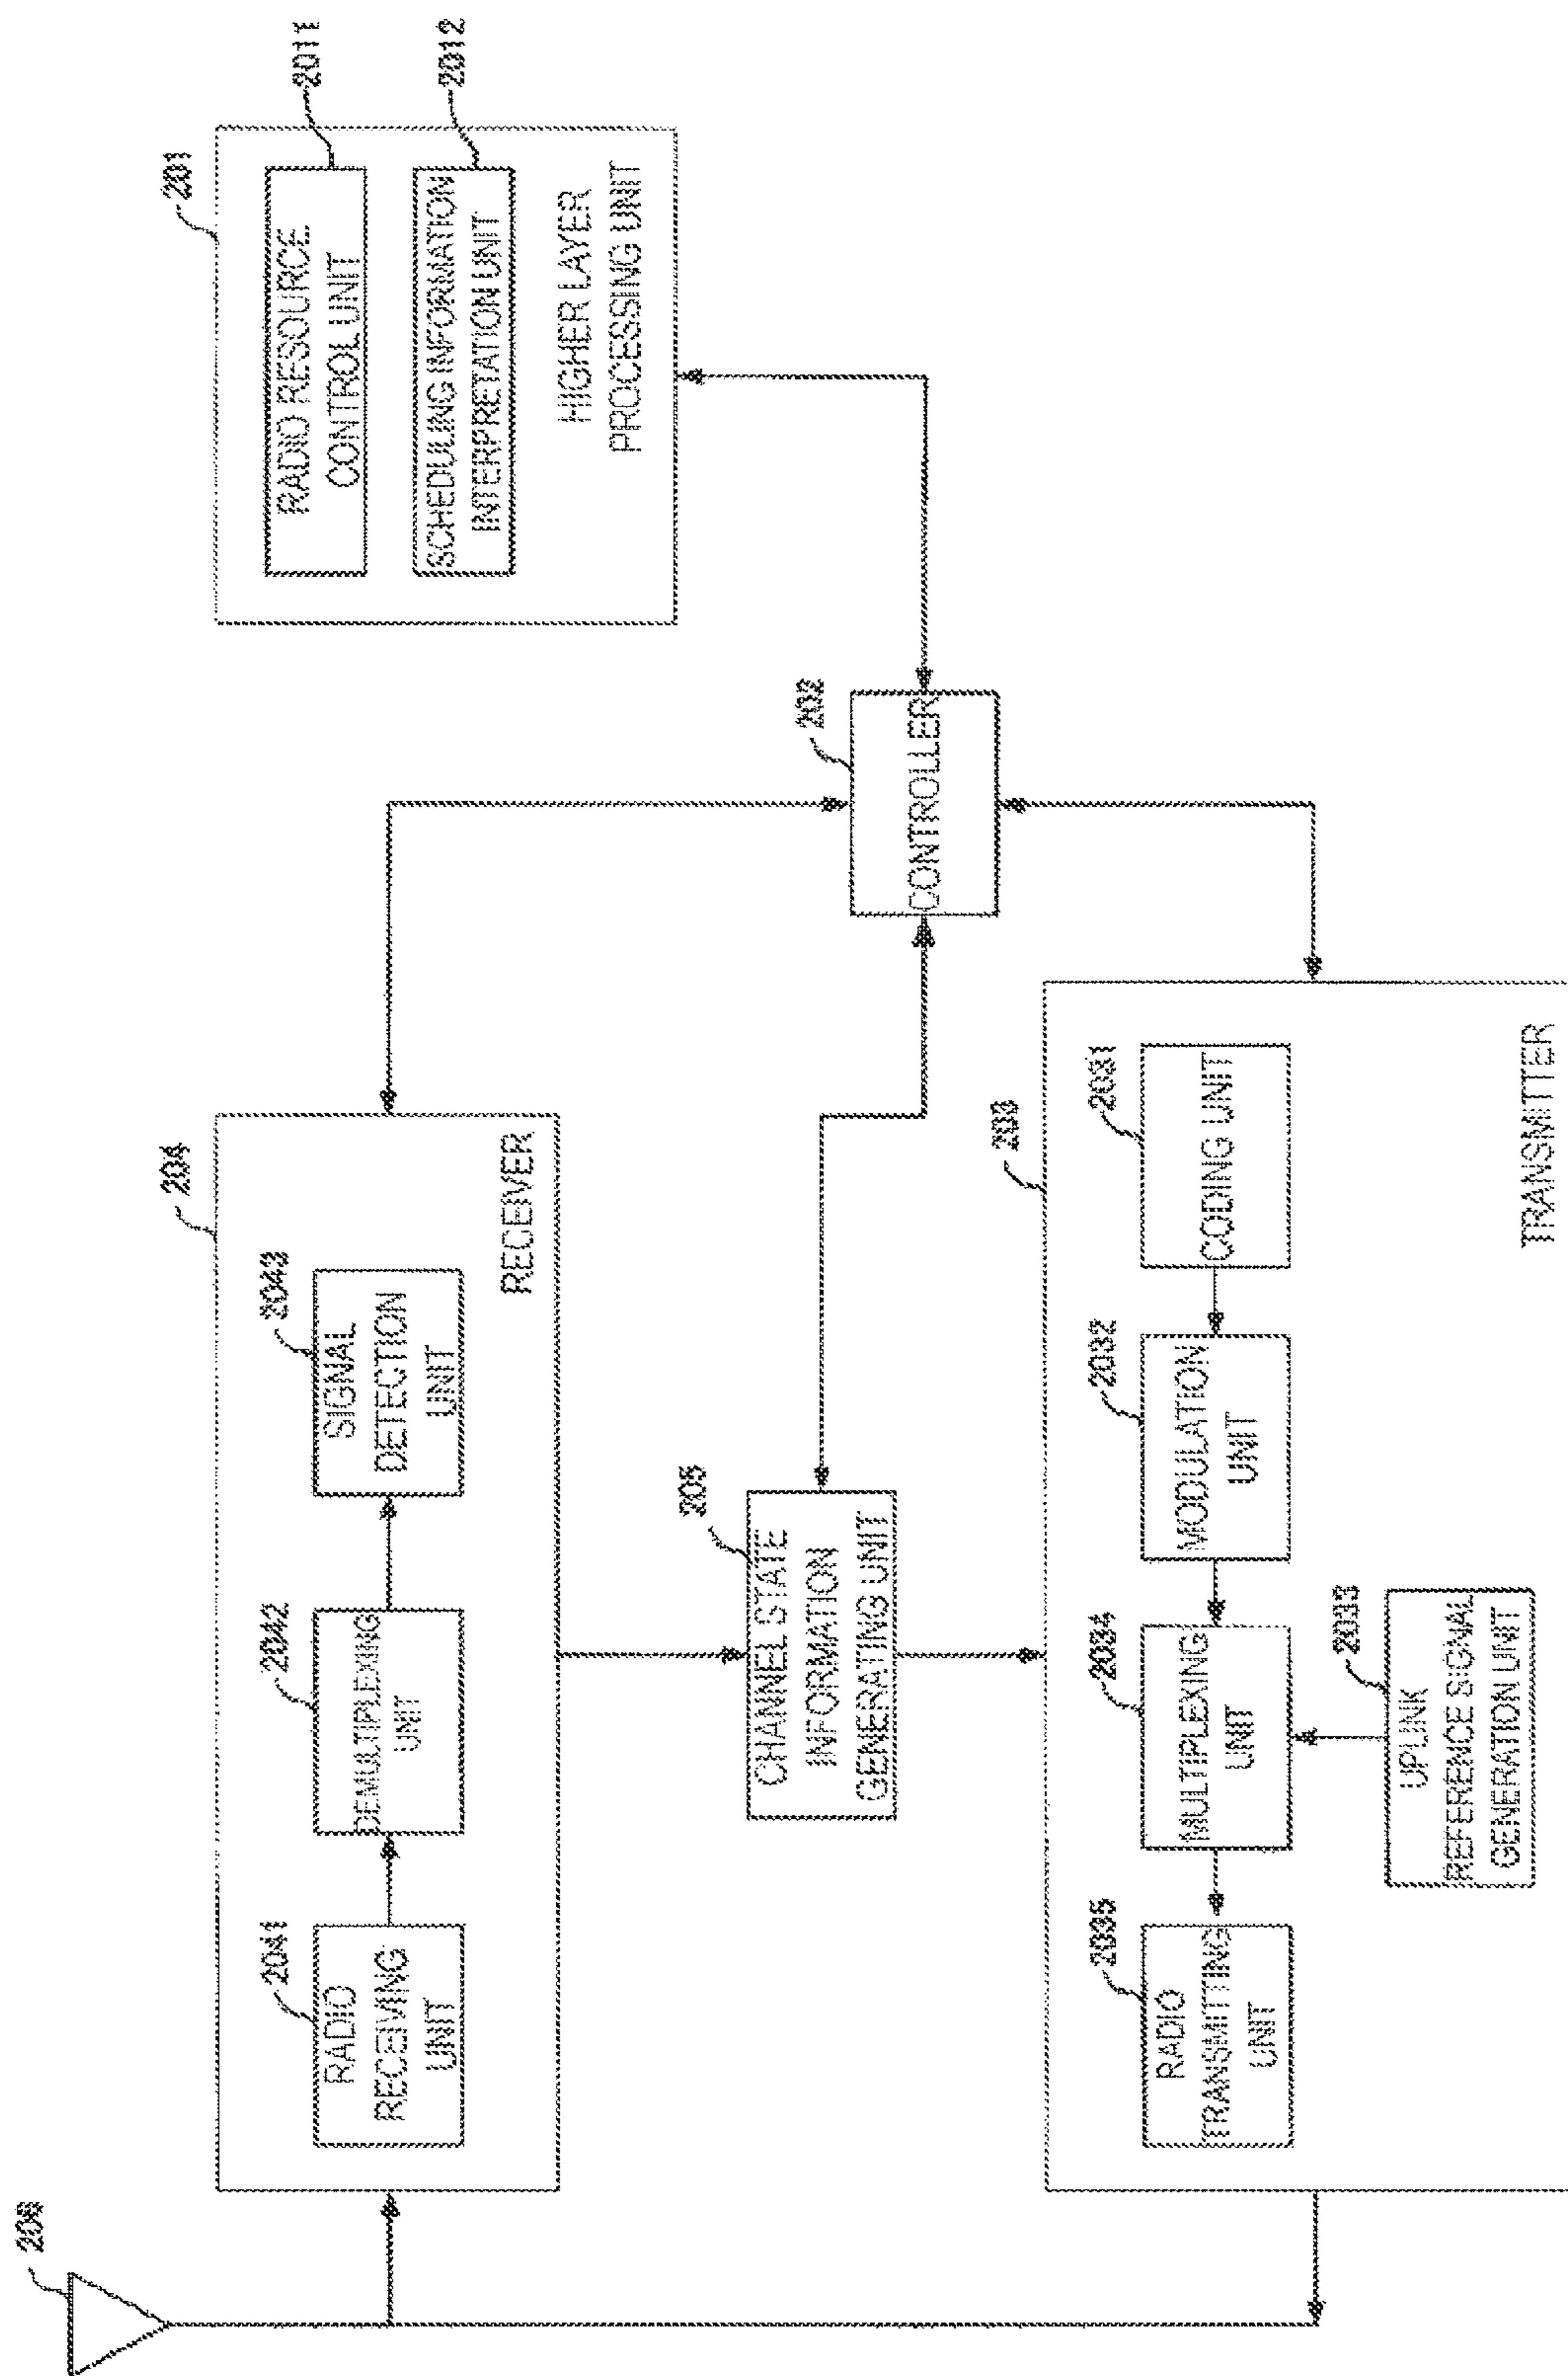 206
204
2041
RADIO
RECEIVING
UNIT
2042
DEMULTIPLEXING
UNIT
2043
SIGNAL
DETECTION
UNIT
RECEIVER
201
RADIO RESOURCE
CONTROL UNIT
2011
SCHEDULING INFORMATION
INTERPRETATION UNIT
2012
HIGHER LAYER
PROCESSING UNIT
205
CHANNEL STATE
INFORMATION
GENERATING UNIT
202
CONTROLLER
203
2035
RADIO
TRANSMITTING
UNIT
2034
MULTIPLEXING
UNIT
2032
MODULATION
UNIT
2031
CODING UNIT
2033
UPLINK
REFERENCE SIGNAL
GENERATION UNIT
TRANSMITTER